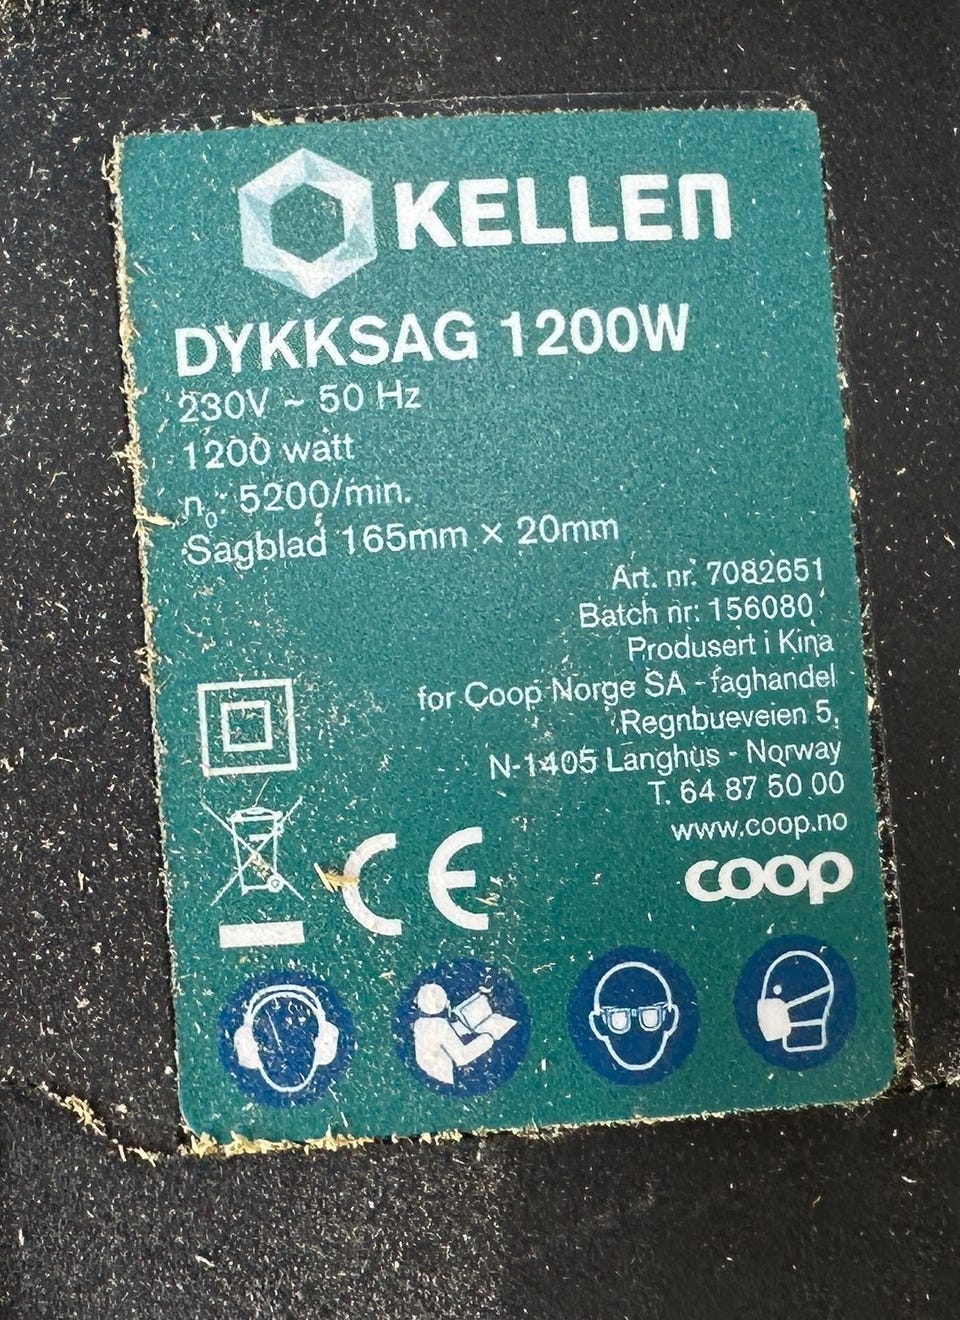 KELLEN
DYKKSAG 1200W
230V ~ 50 Hz
1200 watt
n₀: 5200/min.
Sagblad 165mm × 20mm
Art. nr: 7082651
Batch nr: 156080
Produsert i Kina
for Coop Norge SA - faghandel
Regnbueveien 5,
N-1405 Langhus - Norway
T. 64 87 50 00
www.coop.no
coop
CE